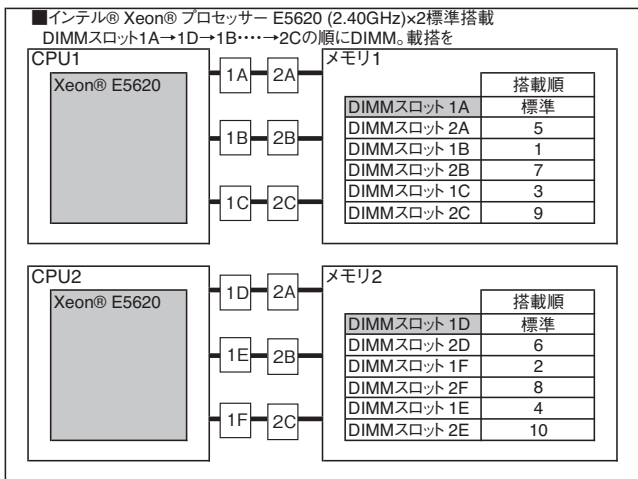 ■インテル® Xeon® プロセッサー E5620 (2.40GHz)×2標準搭載
DIMMスロット1A→1D→1B‥‥→2Cの順にDIMM。載搭を
CPU1
Xeon® E5620
1A 2A
1B 2B
1C 2C
メモリ1
搭載順
DIMMスロット 1A 標準
DIMMスロット 2A 5
DIMMスロット 1B 1
DIMMスロット 2B 7
DIMMスロット 1C 3
DIMMスロット 2C 9
CPU2
Xeon® E5620
1D 2A
1E 2B
1F 2C
メモリ2
搭載順
DIMMスロット 1D 標準
DIMMスロット 2D 6
DIMMスロット 1F 2
DIMMスロット 2F 8
DIMMスロット 1E 4
DIMMスロット 2E 10